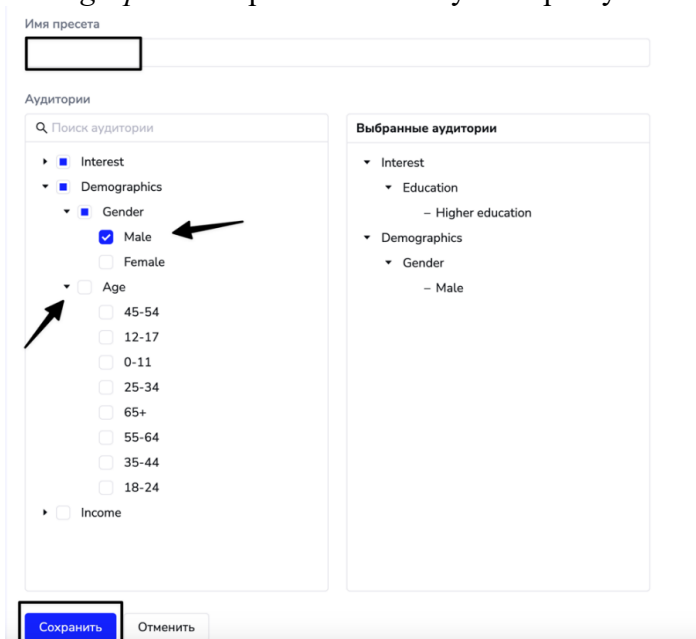 Имя пресета
Аудитории
Поиск аудитории
Interest
Demographics
Gender
Male
Female
Age
45-54
12-17
0-11
25-34
65+
55-64
35-44
18-24
Income
Выбранные аудитории
Interest
Education
– Higher education
Demographics
Gender
– Male
Сохранить
Отменить